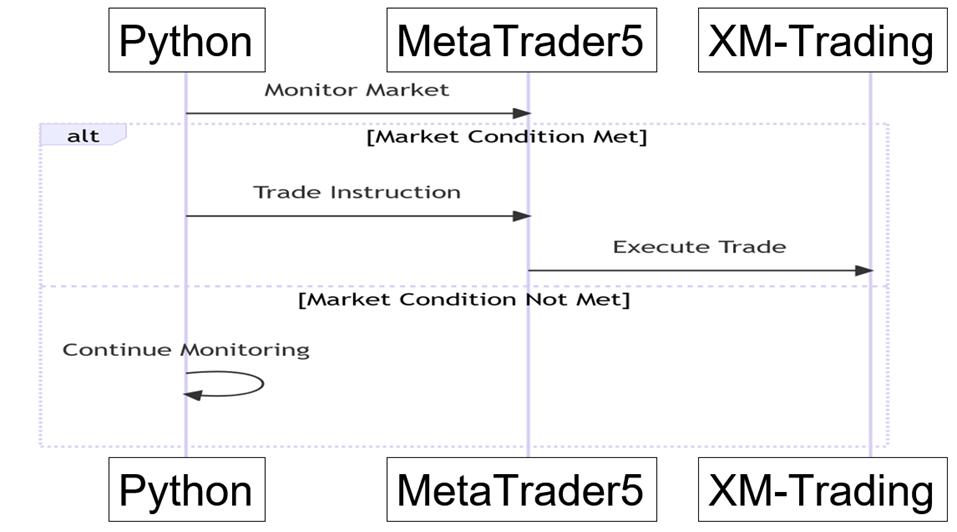 Python
MetaTrader5
XM-Trading
Monitor Market
alt
[Market Condition Met]
Trade Instruction
Execute Trade
[Market Condition Not Met]
Continue Monitoring
Python
MetaTrader5
XM-Trading